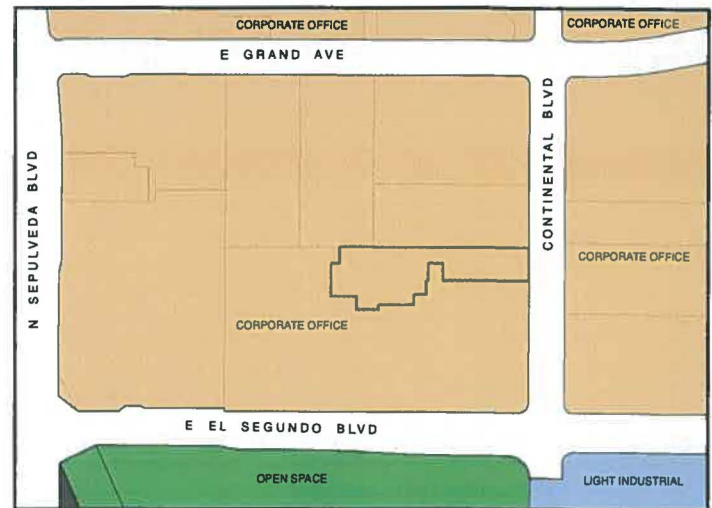 CORPORATE OFFICE
CORPORATE OFFICE
E GRAND AVE
N SEPULVEDA BLVD
CONTINENTAL BLVD
CORPORATE OFFICE
CORPORATE OFFICE
E EL SEGUNDO BLVD
OPEN SPACE
LIGHT INDUSTRIAL